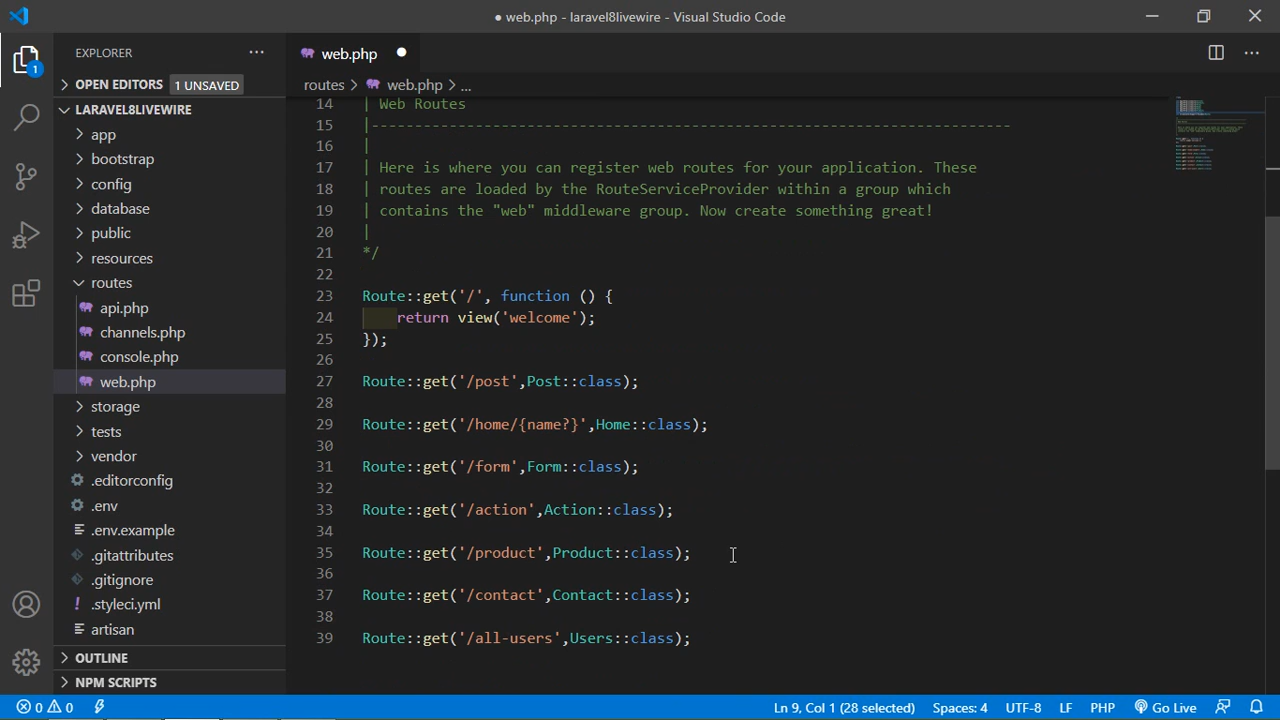 ● web.php - laravel8livewire - Visual Studio Code
EXPLORER
web.php
OPEN EDITORS 1 UNSAVED
routes > web.php > ...
LARAVEL8LIVEWIRE
app
bootstrap
config
database
public
resources
routes
api.php
channels.php
console.php
web.php
storage
tests
vendor
.editorconfig
.env
.env.example
.gitattributes
.gitignore
.styleci.yml
artisan
OUTLINE
NPM SCRIPTS
1
14 | Web Routes
15 |--------------------------------------------------------------------------
16 |
17 | Here is where you can register web routes for your application. These
18 | routes are loaded by the RouteServiceProvider within a group which
19 | contains the "web" middleware group. Now create something great!
20 |
21 */
22
23 Route::get('/', function () {
24 return view('welcome');
25 });
26
27 Route::get('/post',Post::class);
28
29 Route::get('/home/{name?}',Home::class);
30
31 Route::get('/form',Form::class);
32
33 Route::get('/action',Action::class);
34
35 Route::get('/product',Product::class);
36
37 Route::get('/contact',Contact::class);
38
39 Route::get('/all-users',Users::class);
0 0 Ln 9, Col 1 (28 selected) Spaces: 4 UTF-8 LF PHP Go Live